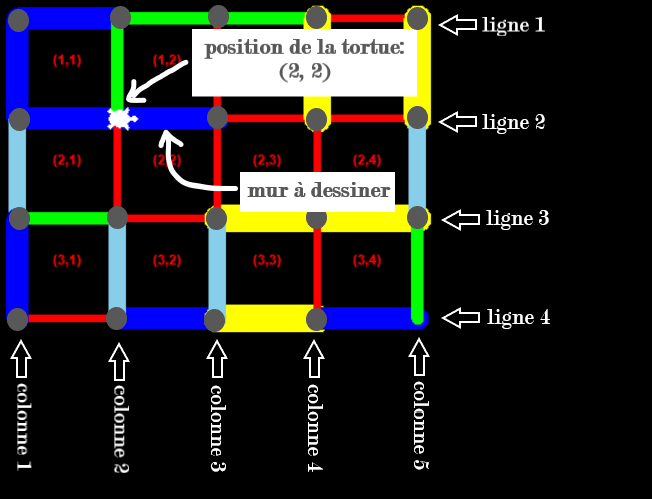 ligne 1
position de la tortue:
(1,1) (1,2) (2, 2)
ligne 2
(2,1) (2,2) (2,3) (2,4)
mur à dessiner
ligne 3
(3,1) (3,2) (3,3) (3,4)
ligne 4
colonne 1
colonne 2
colonne 3
colonne 4
colonne 5